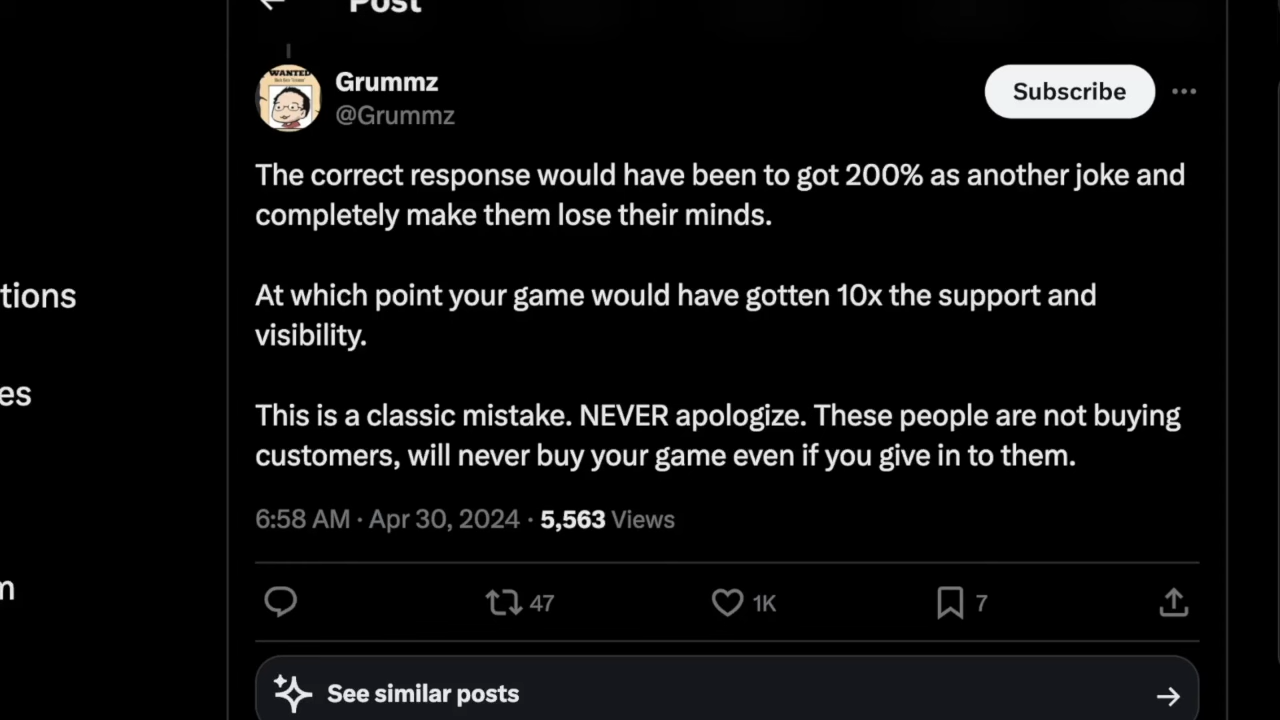 Post
WANTED
Grummz
@Grummz
Subscribe
The correct response would have been to got 200% as another joke and
completely make them lose their minds.
At which point your game would have gotten 10x the support and
visibility.
This is a classic mistake. NEVER apologize. These people are not buying
customers, will never buy your game even if you give in to them.
6:58 AM · Apr 30, 2024 · 5,563 Views
47
1K
7
See similar posts
tions
es
m